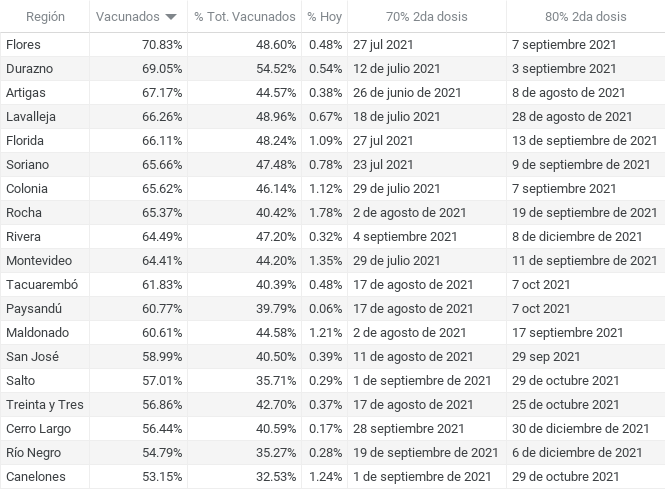 Región Vacunados % Tot. Vacunados % Hoy 70% 2da dosis 80% 2da dosis
Flores 70.83% 48.60% 0.48% 27 jul 2021 7 septiembre 2021
Durazno 69.05% 54.52% 0.54% 12 de julio 2021 3 septiembre 2021
Artigas 67.17% 44.57% 0.38% 26 de junio de 2021 8 de agosto de 2021
Lavalleja 66.26% 48.96% 0.67% 18 de julio 2021 28 de agosto de 2021
Florida 66.11% 48.24% 1.09% 27 jul 2021 13 de septiembre de 2021
Soriano 65.66% 47.48% 0.78% 23 jul 2021 9 de septiembre de 2021
Colonia 65.62% 46.14% 1.12% 29 de julio 2021 7 septiembre 2021
Rocha 65.37% 40.42% 1.78% 2 de agosto de 2021 19 de septiembre de 2021
Rivera 64.49% 47.20% 0.32% 4 septiembre 2021 8 de diciembre de 2021
Montevideo 64.41% 44.20% 1.35% 29 de julio 2021 11 de septiembre de 2021
Tacuarembó 61.83% 40.39% 0.48% 17 de agosto de 2021 7 oct 2021
Paysandú 60.77% 39.79% 0.06% 17 de agosto de 2021 7 oct 2021
Maldonado 60.61% 44.58% 1.21% 2 de agosto de 2021 17 septiembre 2021
San José 58.99% 40.50% 0.39% 11 de agosto de 2021 29 sep 2021
Salto 57.01% 35.71% 0.29% 1 de septiembre de 2021 29 de octubre 2021
Treinta y Tres 56.86% 42.70% 0.37% 17 de agosto de 2021 25 de octubre 2021
Cerro Largo 56.44% 40.59% 0.17% 28 septiembre 2021 30 de diciembre de 2021
Río Negro 54.79% 35.27% 0.28% 19 de septiembre de 2021 6 de diciembre de 2021
Canelones 53.15% 32.53% 1.24% 1 de septiembre de 2021 29 de octubre 2021